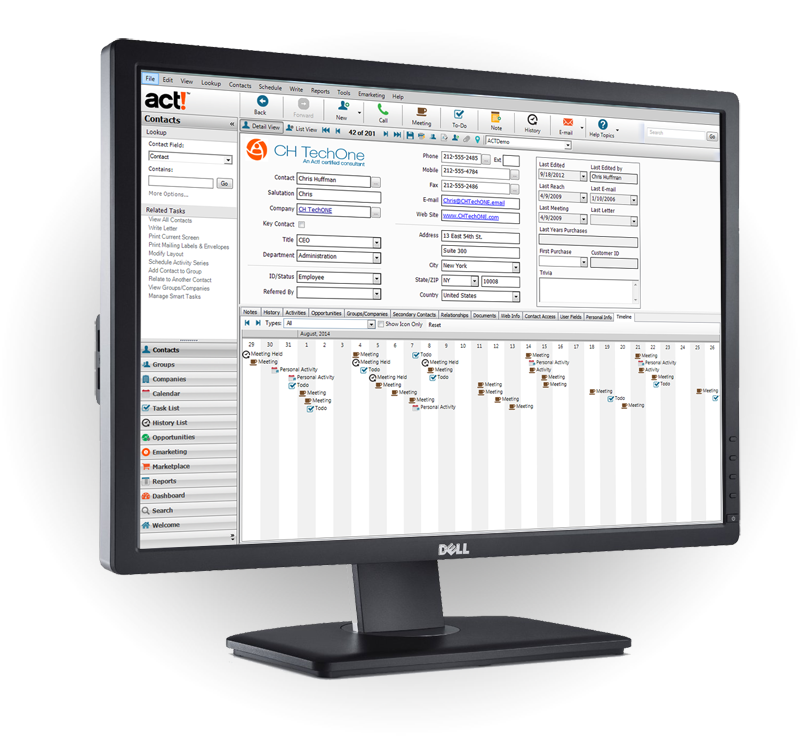 File Edit View Lookup Contacts Schedule Write Reports Tools Emarketing Help
act!
Back Forward New Call Meeting To-Do Note History E-mail Help Topics Search Go
Contacts «
Detail View List View 42 of 201 ACTDemo
Lookup
Contact Field:
Contact
Contains:
Go
More Options...
Related Tasks
View All Contacts
Write Letter
Print Current Screen
Print Mailing Labels & Envelopes
Modify Layout
Schedule Activity Series
Add Contact to Group
Relate to Another Contact
View Groups/Companies
Manage Smart Tasks
Contacts
Groups
Companies
Calendar
Task List
History List
Opportunities
Emarketing
Marketplace
Reports
Dashboard
Search
Welcome
CH TechOne
An Act! certified consultant
Contact Chris Huffman
Salutation Chris
Company CH TechONE
Key Contact
Title CEO
Department Administration
ID/Status Employee
Referred By
Phone 212-555-2485 Ext
Mobile 212-555-4784
Fax 212-555-2486
E-mail Chris@CHTechONE.email
Web Site www.CHTechONE.com
Address 13 East 54th St.
Suite 300
City New York
State/ZIP NY 10008
Country United States
Last Edited Last Edited by
9/18/2012 Chris Huffman
Last Reach Last E-mail
4/9/2009 1/10/2006
Last Meeting Last Letter
4/9/2009
Last Years Purchases
First Purchase Customer ID
Trivia
Notes History Activities Opportunities Groups/Companies Secondary Contacts Relationships Documents Web Info Contact Access User Fields Personal Info Timeline
Types: All Show Icon Only Reset
August, 2014
29 30 31 1 2 3 4 5 6 7 8 9 10 11 12 13 14 15 16 17 18 19 20 21 22 23 24 25 26
Meeting Held Meeting Todo Meeting Meeting
Meeting Meeting Held Meeting Held Personal Activity Personal Activity
Personal Activity Todo Meeting Activity Activity
Personal Activity Meeting Held Todo Meeting Meeting
Todo Meeting Meeting Meeting Todo
Meeting Meeting Meeting Meeting Meeting
Meeting Meeting Meeting Todo Todo
Todo Personal Activity Meeting Meeting
DELL